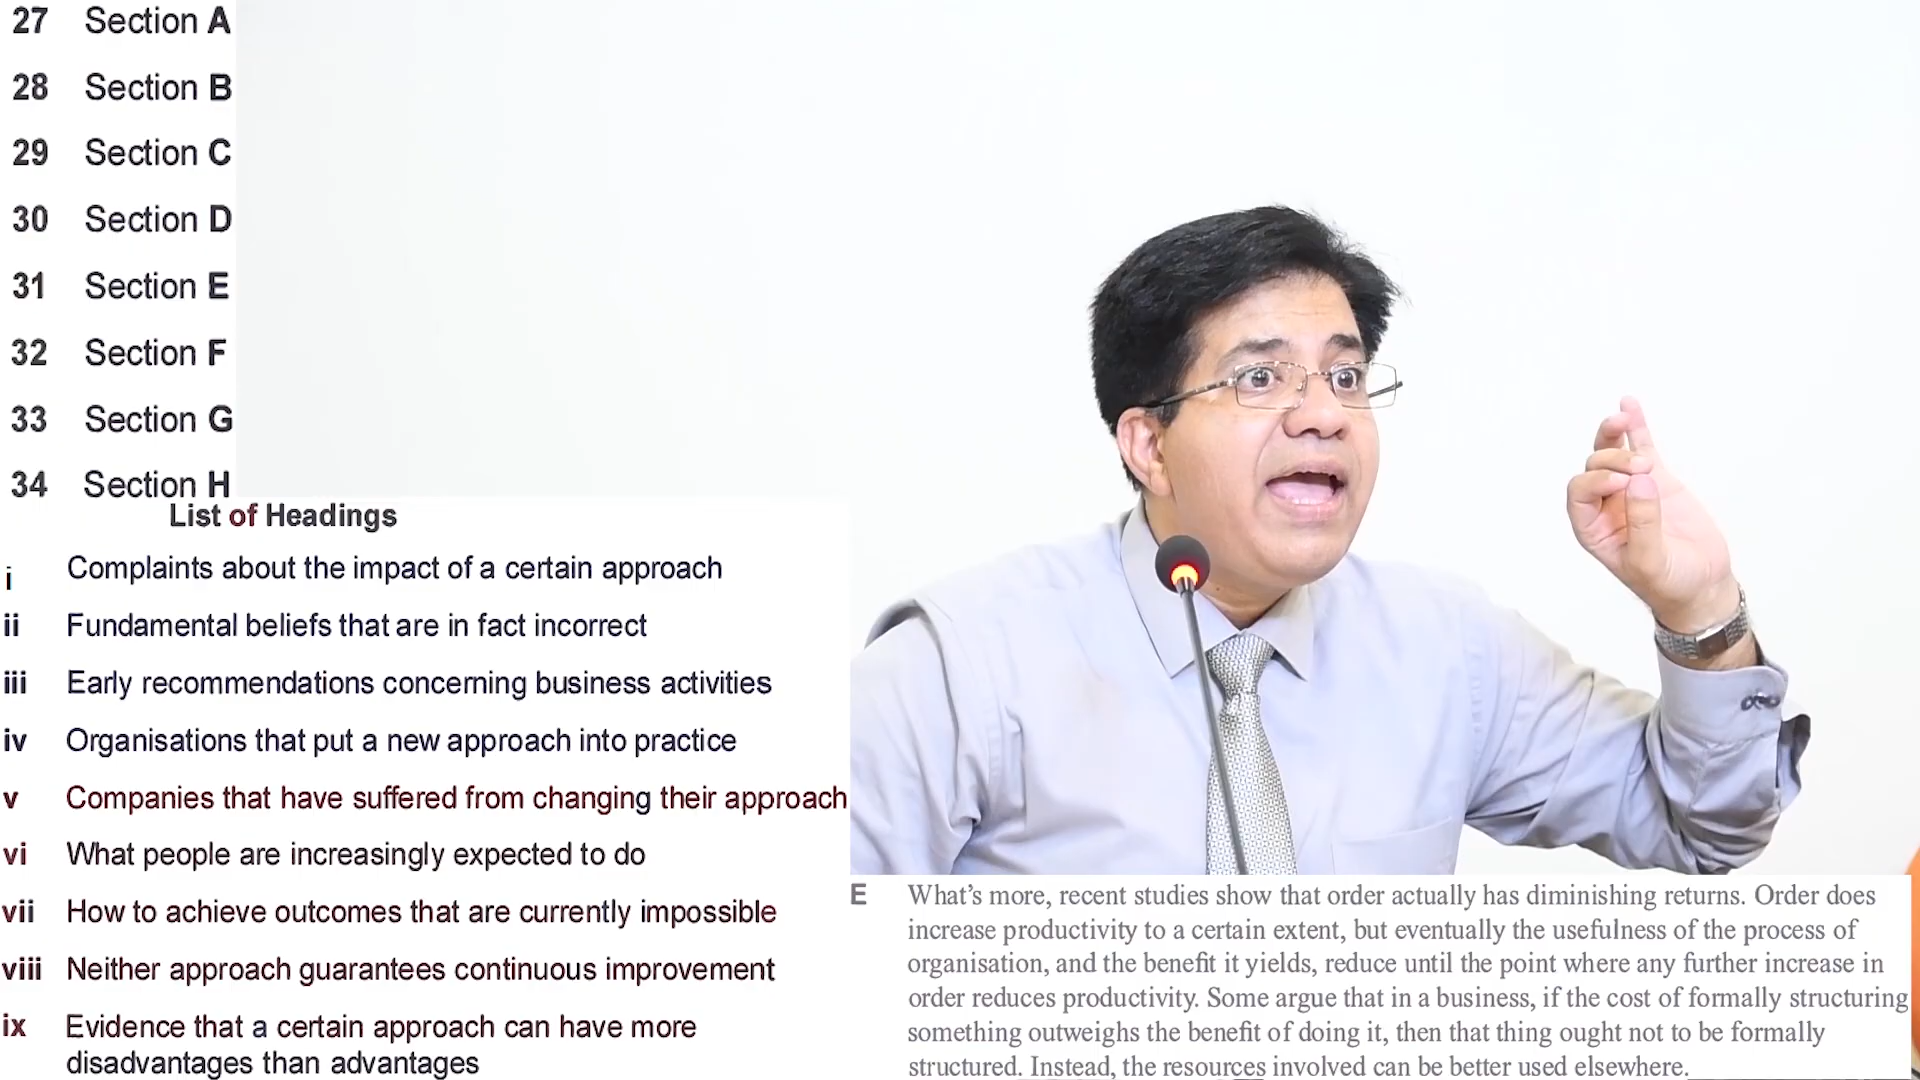 27 Section A
28 Section B
29 Section C
30 Section D
31 Section E
32 Section F
33 Section G
34 Section H
List of Headings
i Complaints about the impact of a certain approach
ii Fundamental beliefs that are in fact incorrect
iii Early recommendations concerning business activities
iv Organisations that put a new approach into practice
v Companies that have suffered from changing their approach
vi What people are increasingly expected to do
vii How to achieve outcomes that are currently impossible
viii Neither approach guarantees continuous improvement
ix Evidence that a certain approach can have more
disadvantages than advantages
E What's more, recent studies show that order actually has diminishing returns. Order does
increase productivity to a certain extent, but eventually the usefulness of the process of
organisation, and the benefit it yields, reduce until the point where any further increase in
order reduces productivity. Some argue that in a business, if the cost of formally structuring
something outweighs the benefit of doing it, then that thing ought not to be formally
structured. Instead, the resources involved can be better used elsewhere.